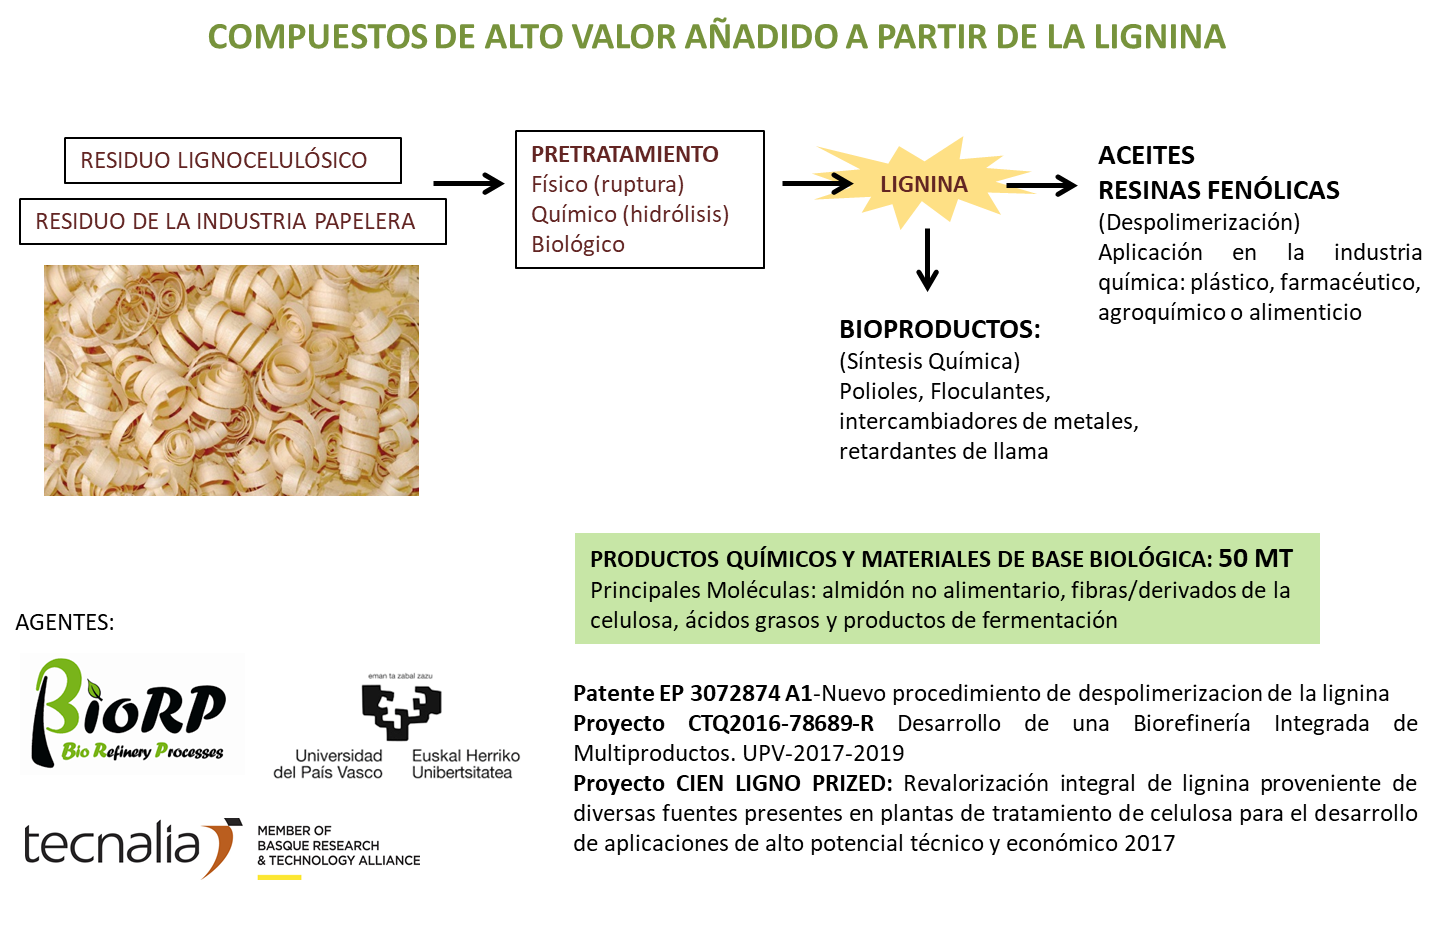 COMPUESTOS DE ALTO VALOR AÑADIDO A PARTIR DE LA LIGNINA
RESIDUO LIGNOCELULÓSICO
RESIDUO DE LA INDUSTRIA PAPELERA
PRETRATAMIENTO
Físico (ruptura)
Químico (hidrólisis)
Biológico
LIGNINA
ACEITES
RESINAS FENÓLICAS
(Despolimerización)
Aplicación en la industria
química: plástico, farmacéutico,
agroquímico o alimenticio
BIOPRODUCTOS:
(Síntesis Química)
Polioles, Floculantes,
intercambiadores de metales,
retardantes de llama
PRODUCTOS QUÍMICOS Y MATERIALES DE BASE BIOLÓGICA: 50 MT
Principales Moléculas: almidón no alimentario, fibras/derivados de la
celulosa, ácidos grasos y productos de fermentación
AGENTES:
BioRP
Bio Refinery Processes
eman ta zabal zazu
Universidad
del País Vasco
Euskal Herriko
Unibertsitatea
tecnalia
MEMBER OF
BASQUE RESEARCH
& TECHNOLOGY ALLIANCE
Patente EP 3072874 A1-Nuevo procedimiento de despolimerizacion de la lignina
Proyecto CTQ2016-78689-R Desarrollo de una Biorefinería Integrada de
Multiproductos. UPV-2017-2019
Proyecto CIEN LIGNO PRIZED: Revalorización integral de lignina proveniente de
diversas fuentes presentes en plantas de tratamiento de celulosa para el desarrollo
de aplicaciones de alto potencial técnico y económico 2017